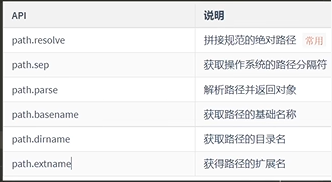 API 说明
path.resolve 拼接规范的绝对路径 常用
path.sep 获取操作系统的路径分隔符
path.parse 解析路径并返回对象
path.basename 获取路径的基础名称
path.dirname 获取路径的目录名
path.extname 获得路径的扩展名